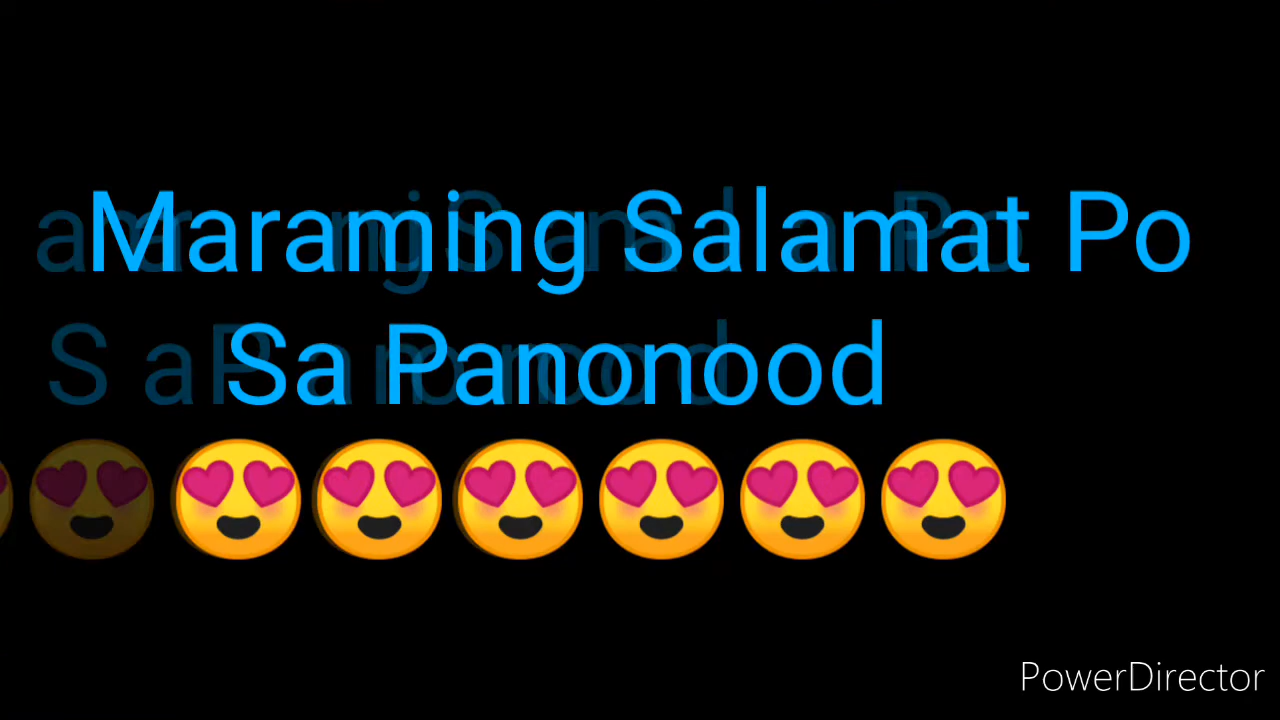 Maraming Salamat Po
Sa Panonood
😍😍😍😍😍😍
PowerDirector